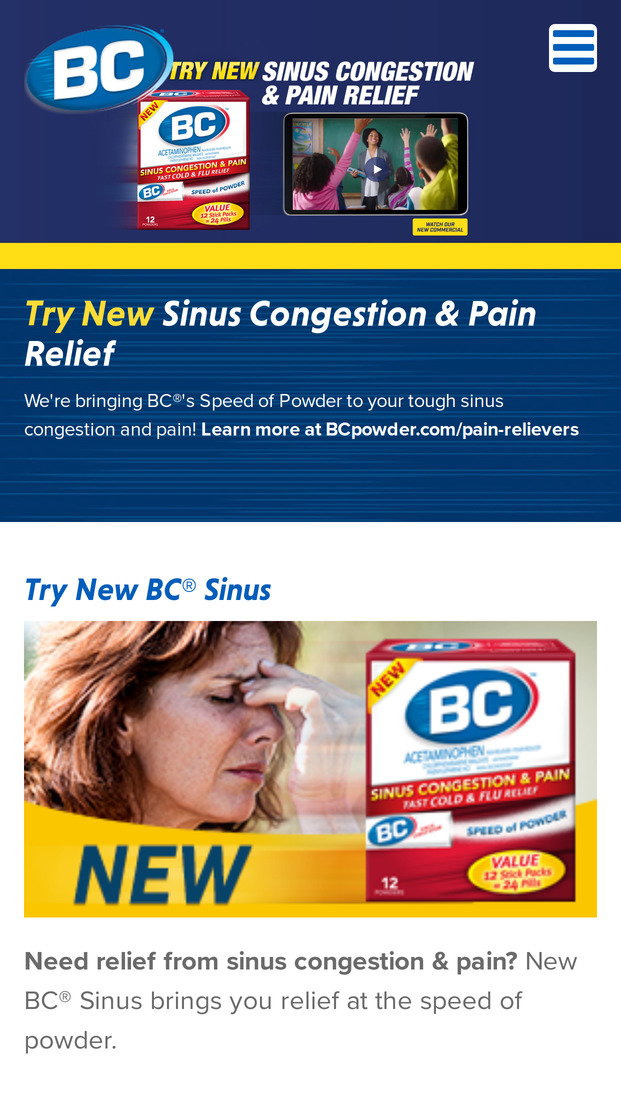 BC
TRY NEW SINUS CONGESTION
& PAIN RELIEF
NEW
BC
ACETAMINOPHEN
SINUS CONGESTION & PAIN
FAST COLD & FLU RELIEF
BC SPEED of POWDER
VALUE
12 Stick Packs
= 24 Pills
12
POWDERS
WATCH OUR
NEW COMMERCIAL
Try New Sinus Congestion & Pain
Relief
We're bringing BC®'s Speed of Powder to your tough sinus
congestion and pain! Learn more at BCpowder.com/pain-relievers
Try New BC® Sinus
NEW
BC
ACETAMINOPHEN
SINUS CONGESTION & PAIN
FAST COLD & FLU RELIEF
BC SPEED of POWDER
NEW
VALUE
12 Stick Packs
= 24 Pills
12
POWDERS
Need relief from sinus congestion & pain? New
BC® Sinus brings you relief at the speed of
powder.